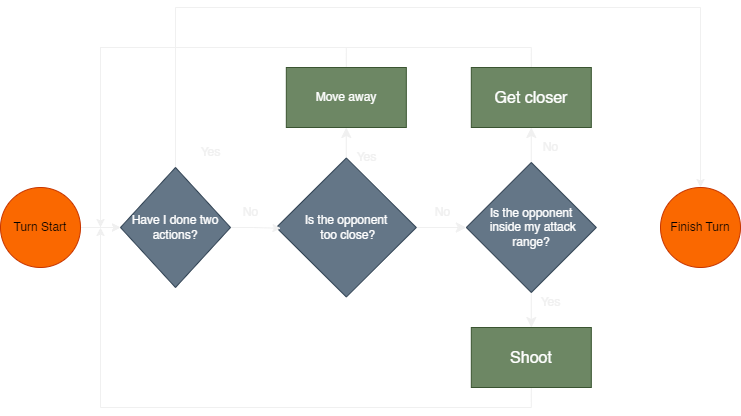 Move away
Get closer
Yes
Yes
No
Turn Start
Have I done two
actions?
No
Is the opponent
too close?
No
Is the opponent
inside my attack
range?
Finish Turn
Yes
Shoot